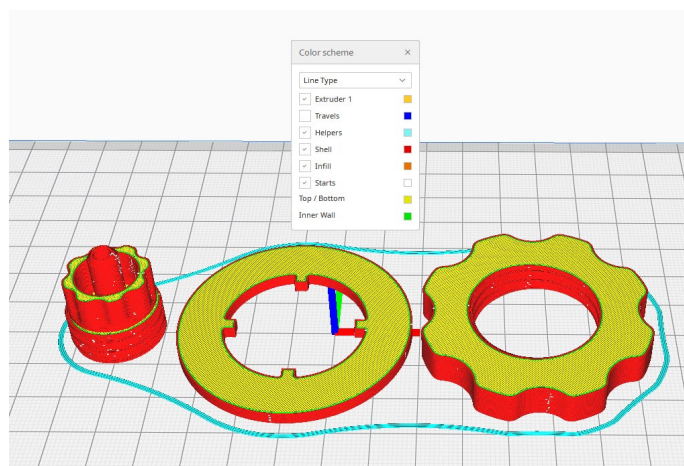 Color scheme
Line Type
Extruder 1
Travels
Helpers
Shell
Infill
Starts
Top / Bottom
Inner Wall